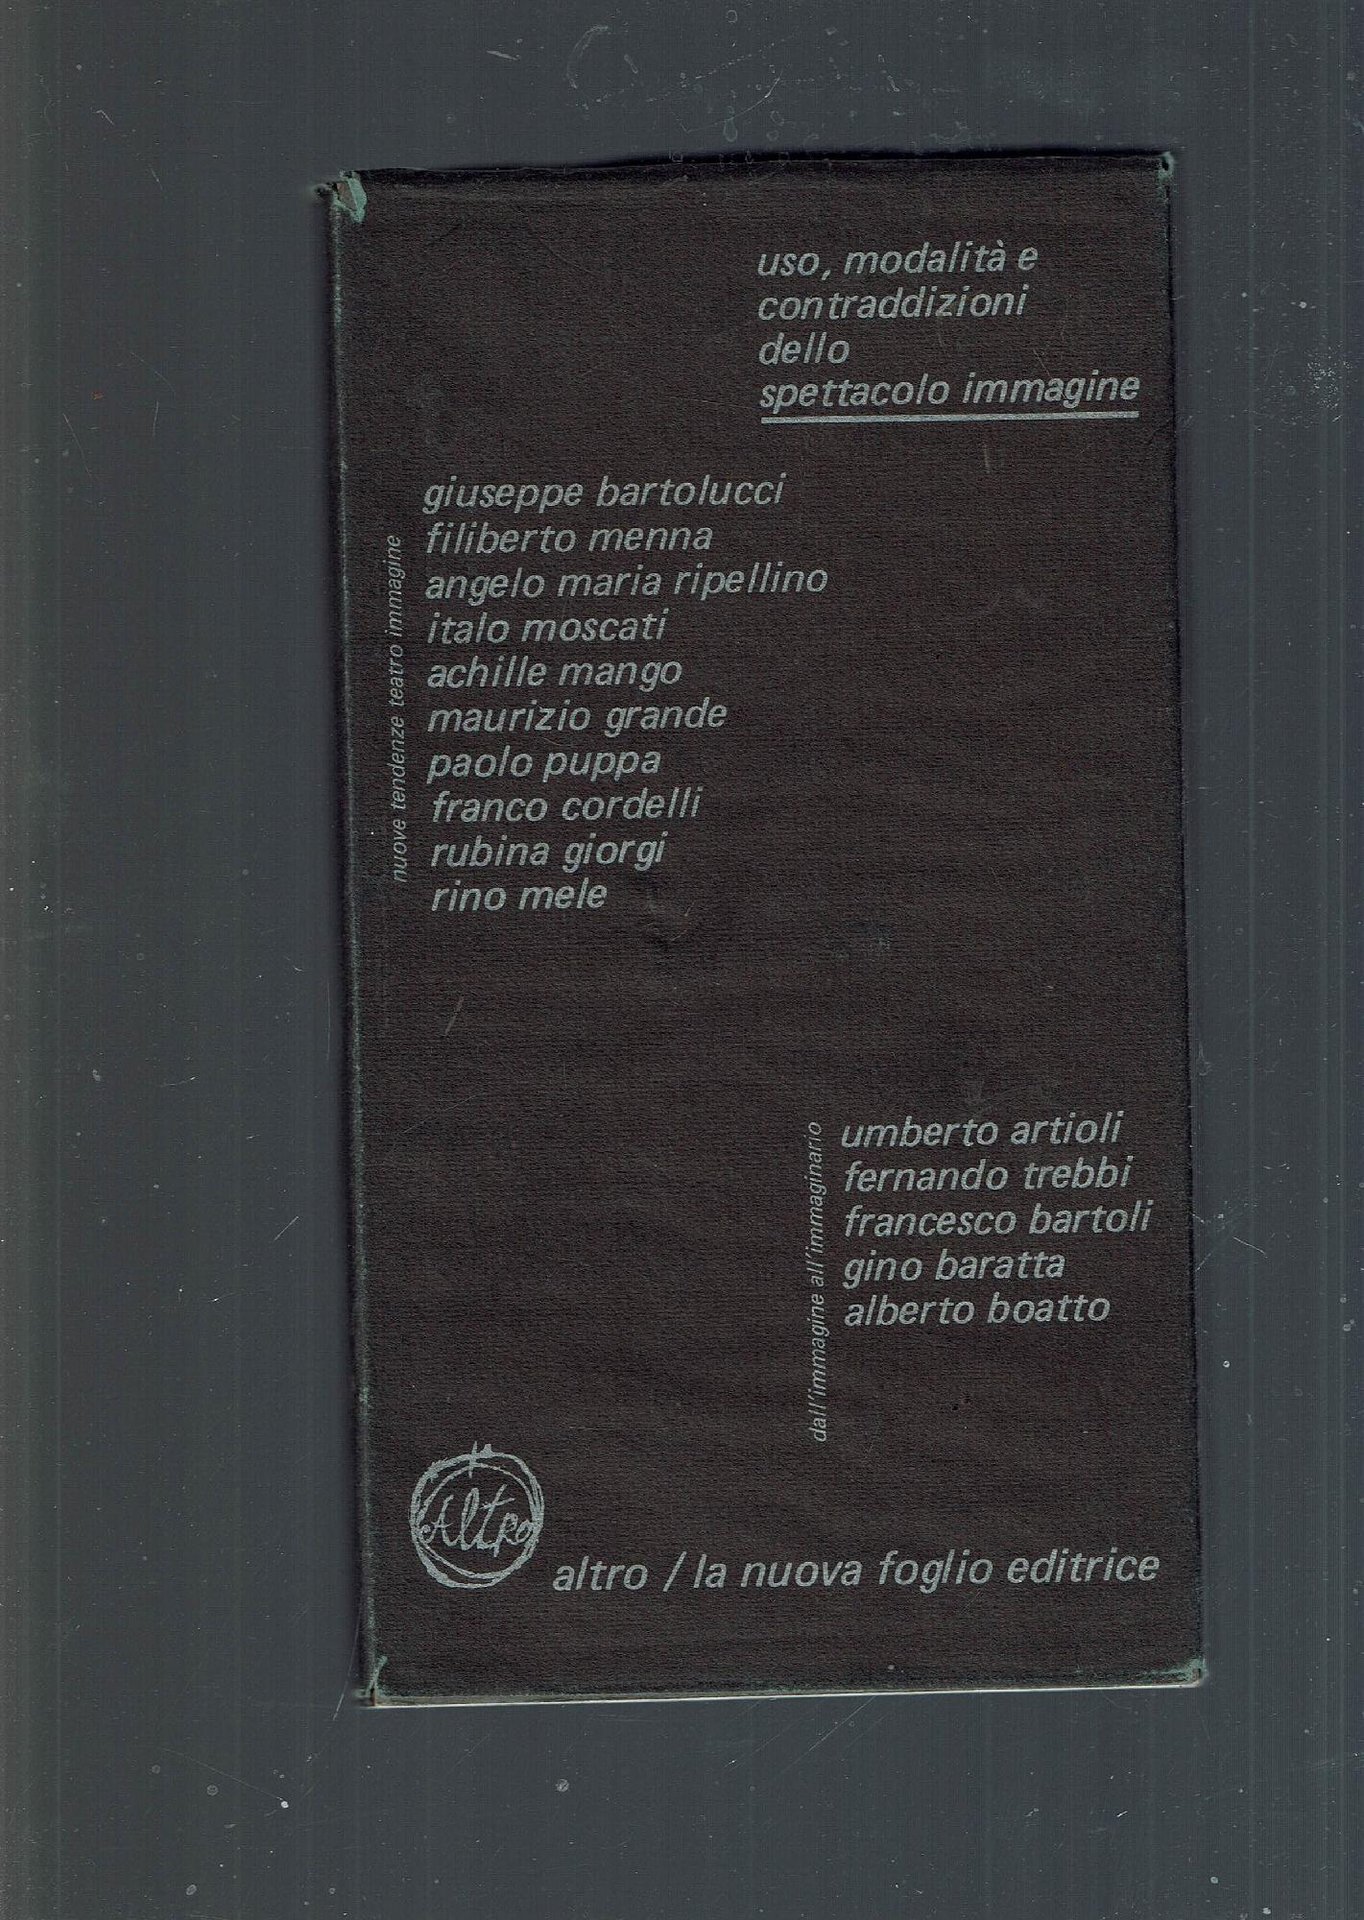 uso, modalità e
contraddizioni
dello
spettacolo immagine
nuove tendenze teatro immagine
giuseppe bartolucci
filiberto menna
angelo maria ripellino
italo moscati
achille mango
maurizio grande
paolo puppa
franco cordelli
rubina giorgi
rino mele
dall'immagine all'immaginario
umberto artioli
fernando trebbi
francesco bartoli
gino baratta
alberto boatto
Altro
altro / la nuova foglio editrice